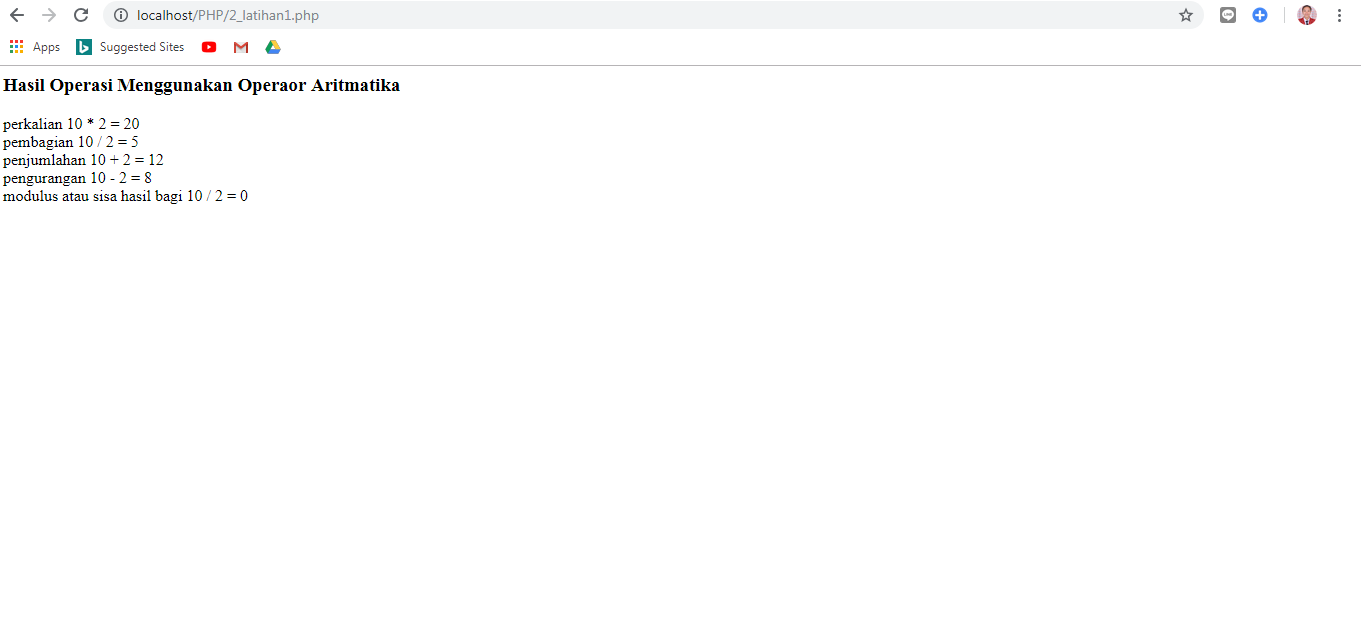 localhost/PHP/2_latihan1.php
Apps Suggested Sites
Hasil Operasi Menggunakan Operaor Aritmatika
perkalian 10 * 2 = 20
pembagian 10 / 2 = 5
penjumlahan 10 + 2 = 12
pengurangan 10 - 2 = 8
modulus atau sisa hasil bagi 10 / 2 = 0